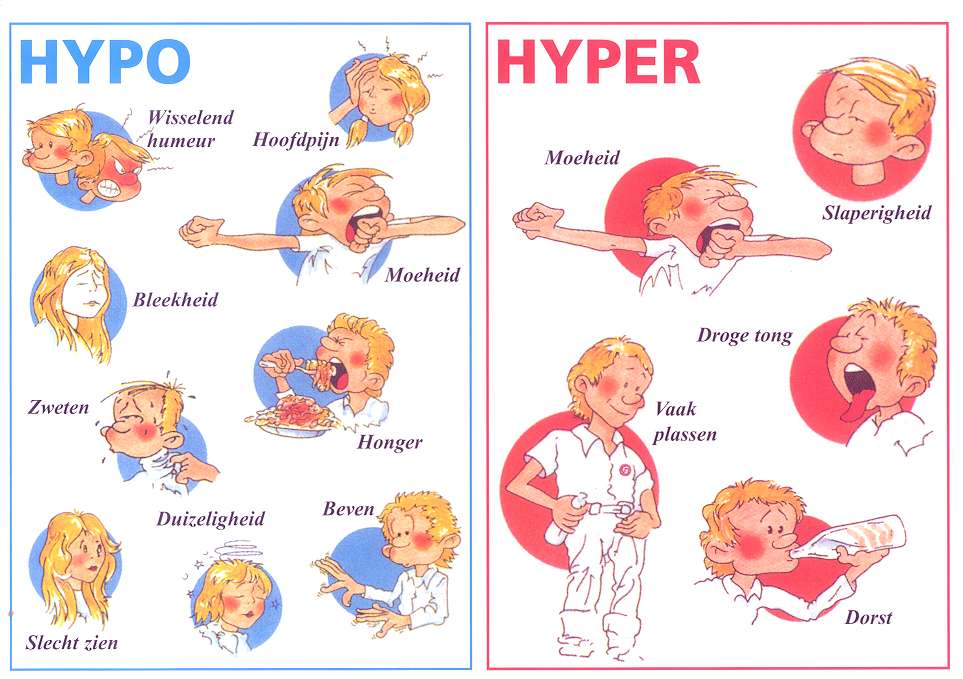 HYPO
Wisselend
humeur
Hoofdpijn
Moeheid
Bleekheid
Zweten
Honger
Duizeligheid
Beven
Slecht zien
HYPER
Moeheid
Slaperigheid
Droge tong
Vaak
plassen
Dorst